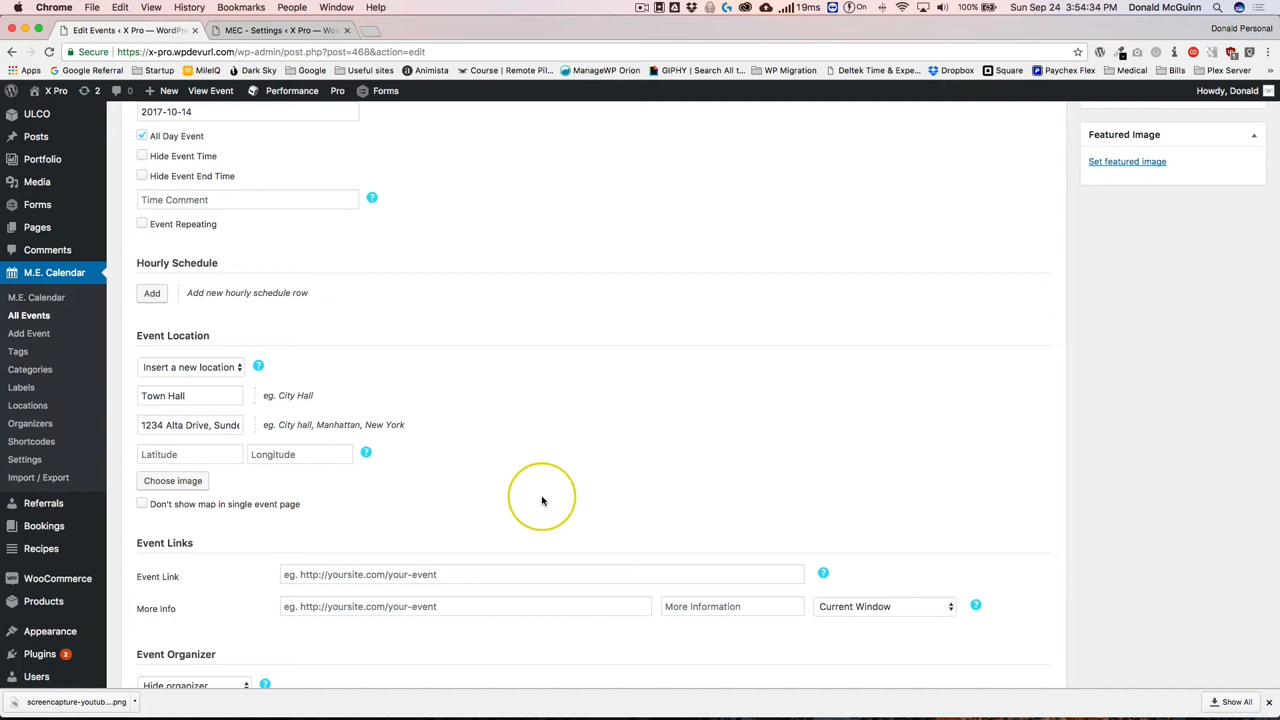 Chrome File Edit View History Bookmarks People Window Help 19ms On 100% Sun Sep 24 3:54:34 PM Donald McGuinn
Edit Events ‹ X Pro — WordPre MEC - Settings ‹ X Pro — Wor Donald Personal
Secure https://x-pro.wpdevurl.com/wp-admin/post.php?post=468&action=edit
Apps Google Referral Startup MileIQ Dark Sky Google Useful sites Animista Course | Remote Pil... ManageWP Orion GIPHY | Search All t... WP Migration Deltek Time & Expe... Dropbox Square Paychex Flex Medical Bills Plex Server
X Pro 2 0 New View Event Performance Pro Forms Howdy, Donald
ULCO
Posts
Portfolio
Media
Forms
Pages
Comments
M.E. Calendar
M.E. Calendar
All Events
Add Event
Tags
Categories
Labels
Locations
Organizers
Shortcodes
Settings
Import / Export
Referrals
Bookings
Recipes
WooCommerce
Products
Appearance
Plugins 2
Users
2017-10-14
All Day Event
Hide Event Time
Hide Event End Time
Time Comment ?
Event Repeating
Hourly Schedule
Add Add new hourly schedule row
Event Location
Insert a new location ?
Town Hall eg. City Hall
1234 Alta Drive, Sunde eg. City hall, Manhattan, New York
Latitude Longitude ?
Choose image
Don't show map in single event page
Event Links
Event Link eg. http://yoursite.com/your-event ?
More Info eg. http://yoursite.com/your-event More Information Current Window ?
Event Organizer
Hide organizer ?
Featured Image
Set featured image
screencapture-youtub....png Show All